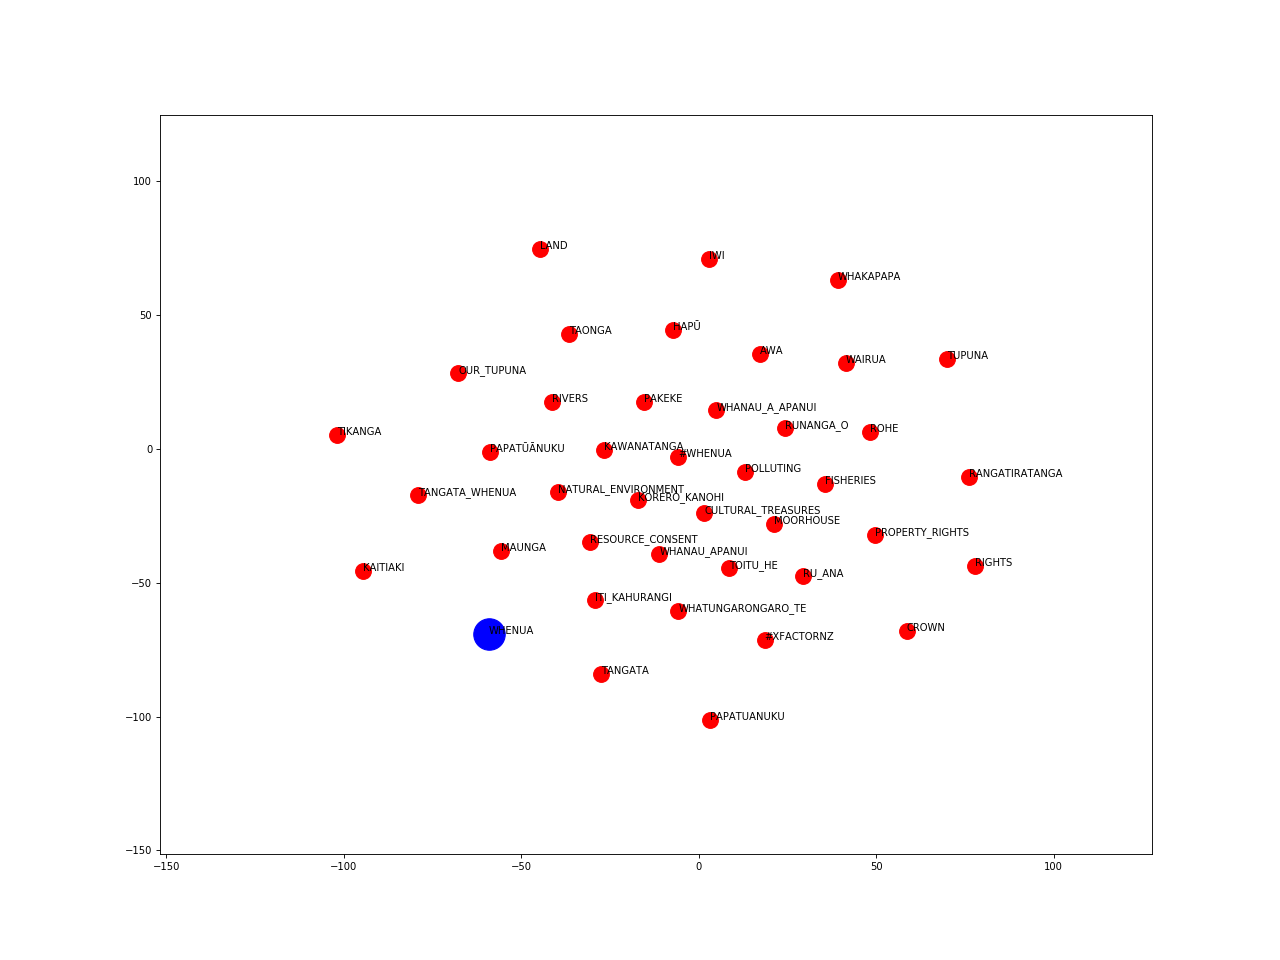 100
50
0
−50
−100
−150
−150
−100
−50
0
50
100
LAND
IWI
WHAKAPAPA
TAONGA
HAPŪ
AWA
WAIRUA
TUPUNA
OUR_TUPUNA
RIVERS
PAKEKE
WHANAU_A_APANUI
RUNANGA_O
ROHE
TIKANGA
PAPATŪĀNUKU
KAWANATANGA
#WHENUA
POLLUTING
FISHERIES
RANGATIRATANGA
TANGATA_WHENUA
NATURAL_ENVIRONMENT
KORERO_KANOHI
CULTURAL_TREASURES
MOORHOUSE
PROPERTY_RIGHTS
MAUNGA
RESOURCE_CONSENT
WHANAU_APANUI
TOITU_HE
RU_ANA
RIGHTS
KAITIAKI
ITI_KAHURANGI
WHATUNGARONGARO_TE
WHENUA
#XFACTORNZ
CROWN
TANGATA
PAPATUANUKU